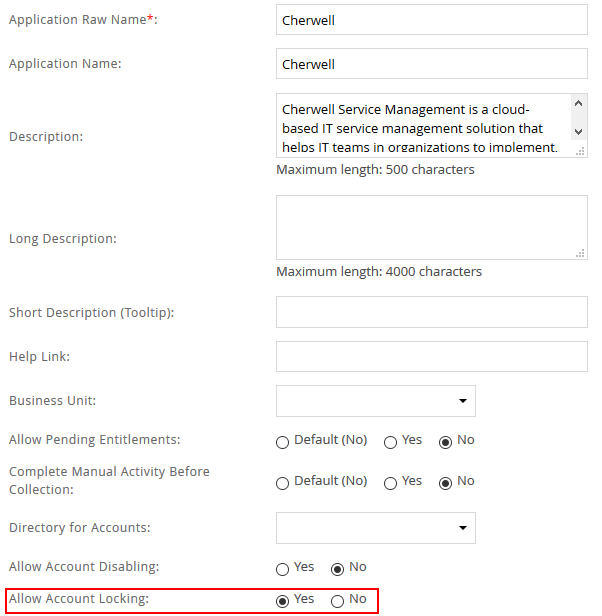 Application Raw Name*: Cherwell
Application Name: Cherwell
Description: Cherwell Service Management is a cloud-
based IT service management solution that
helps IT teams in organizations to implement,
Maximum length: 500 characters
Long Description:
Maximum length: 4000 characters
Short Description (Tooltip):
Help Link:
Business Unit:
Allow Pending Entitlements: Default (No) Yes No
Complete Manual Activity Before
Collection: Default (No) Yes No
Directory for Accounts:
Allow Account Disabling: Yes No
Allow Account Locking: Yes No